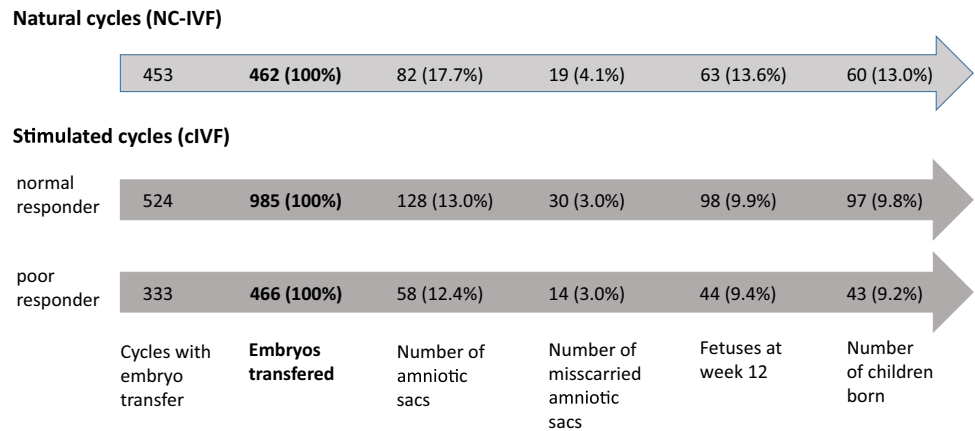 Natural cycles (NC-IVF)
453 462 (100%) 82 (17.7%) 19 (4.1%) 63 (13.6%) 60 (13.0%)
Stimulated cycles (cIVF)
normal
responder
524 985 (100%) 128 (13.0%) 30 (3.0%) 98 (9.9%) 97 (9.8%)
poor
responder
333 466 (100%) 58 (12.4%) 14 (3.0%) 44 (9.4%) 43 (9.2%)
Cycles with
embryo
transfer
Embryos
transfered
Number of
amniotic
sacs
Number of
misscarried
amniotic
sacs
Fetuses at
week 12
Number
of children
born